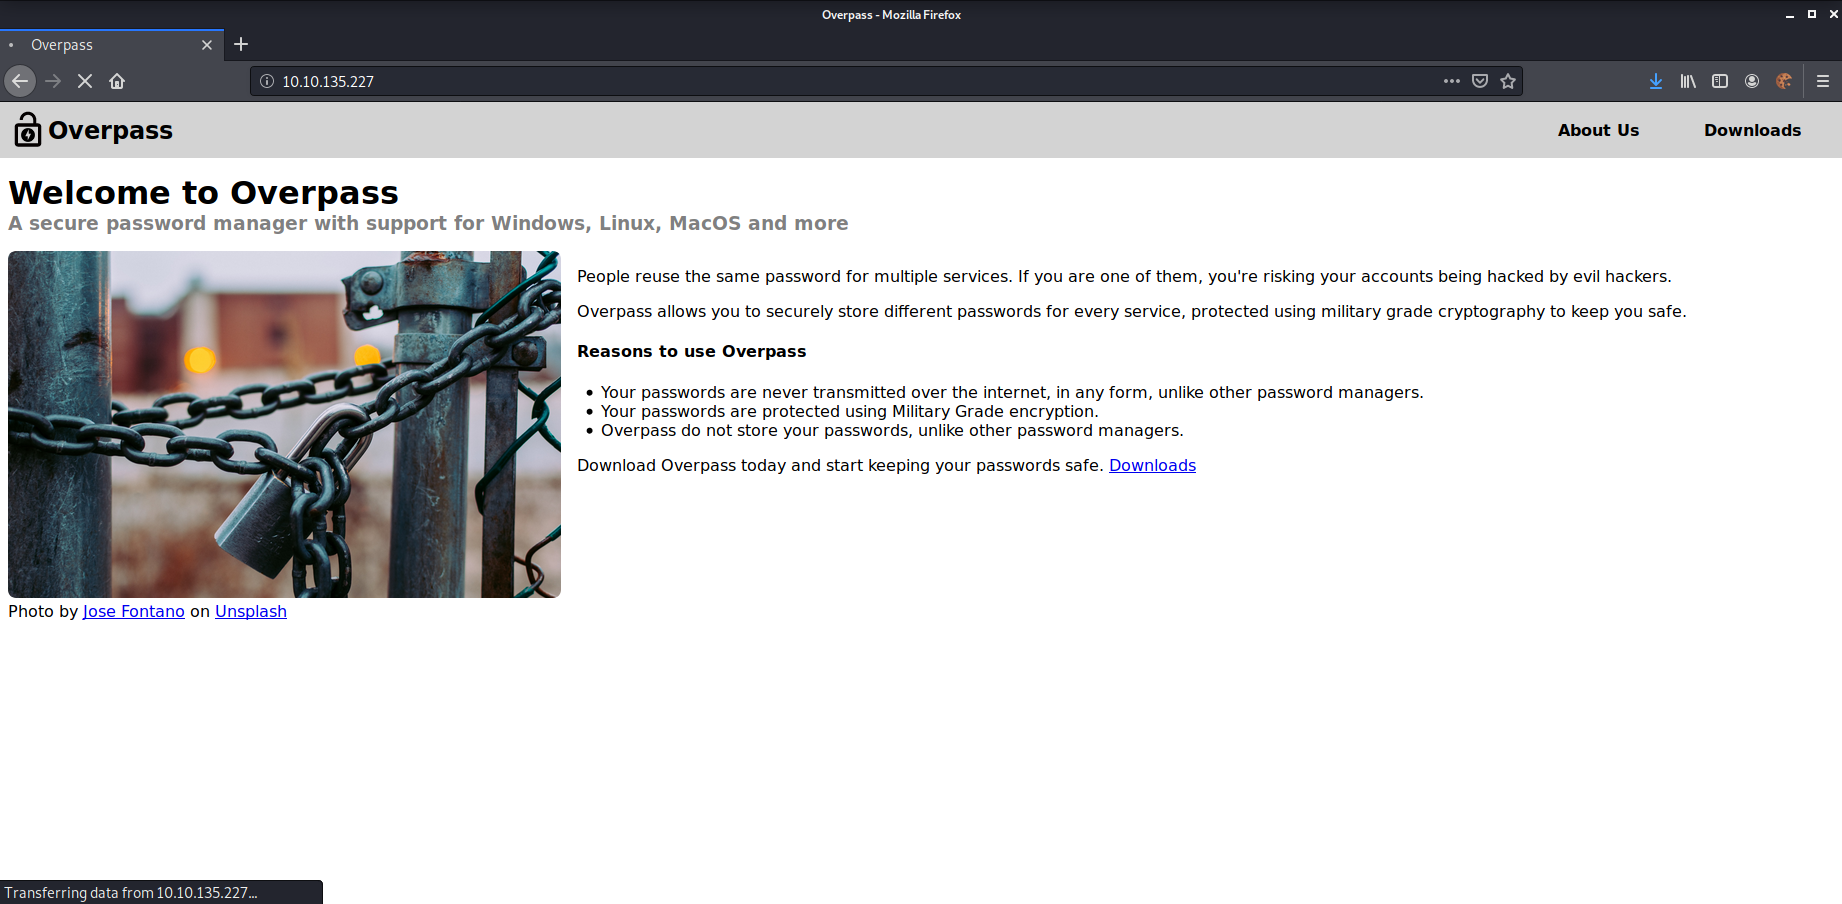 Overpass - Mozilla Firefox
Overpass
10.10.135.227
Overpass
About Us
Downloads
Welcome to Overpass
A secure password manager with support for Windows, Linux, MacOS and more
People reuse the same password for multiple services. If you are one of them, you're risking your accounts being hacked by evil hackers.
Overpass allows you to securely store different passwords for every service, protected using military grade cryptography to keep you safe.
Reasons to use Overpass
• Your passwords are never transmitted over the internet, in any form, unlike other password managers.
• Your passwords are protected using Military Grade encryption.
• Overpass do not store your passwords, unlike other password managers.
Download Overpass today and start keeping your passwords safe. Downloads
Photo by Jose Fontano on Unsplash
Transferring data from 10.10.135.227...